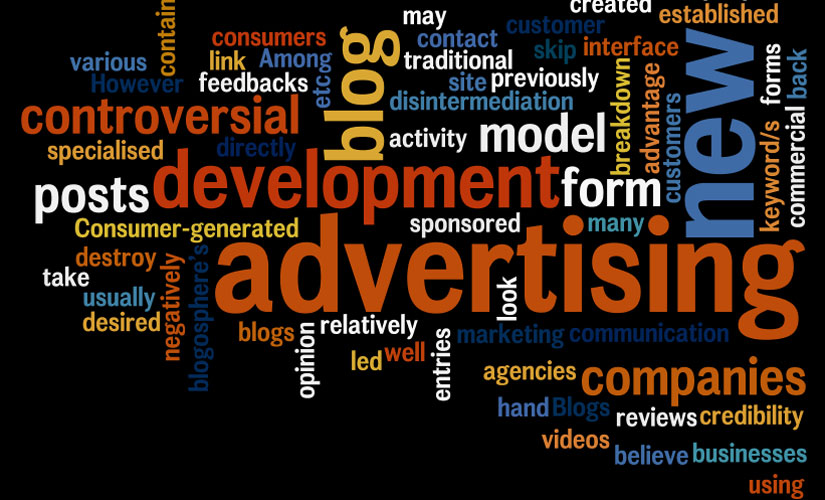 created
may
established
contain
consumers
contact
customer
various
link
Among
traditional
skip
interface
blog
new
forms
back
However
feedbacks
etcg
site
previously
breakdown
advantage
controversial
disintermediation
customers
keyword/s
commercial
activity
model
specialised
directly
posts
development
form
Consumer-generated
sponsored
many
destroy
negatively
blogosphere's
advertising
take
usually
look
desired
blogs
opinion
relatively
entries
marketing
communication
led
well
agencies
companies
hand
Blogs
reviews
credibility
videos
believe
businesses
using